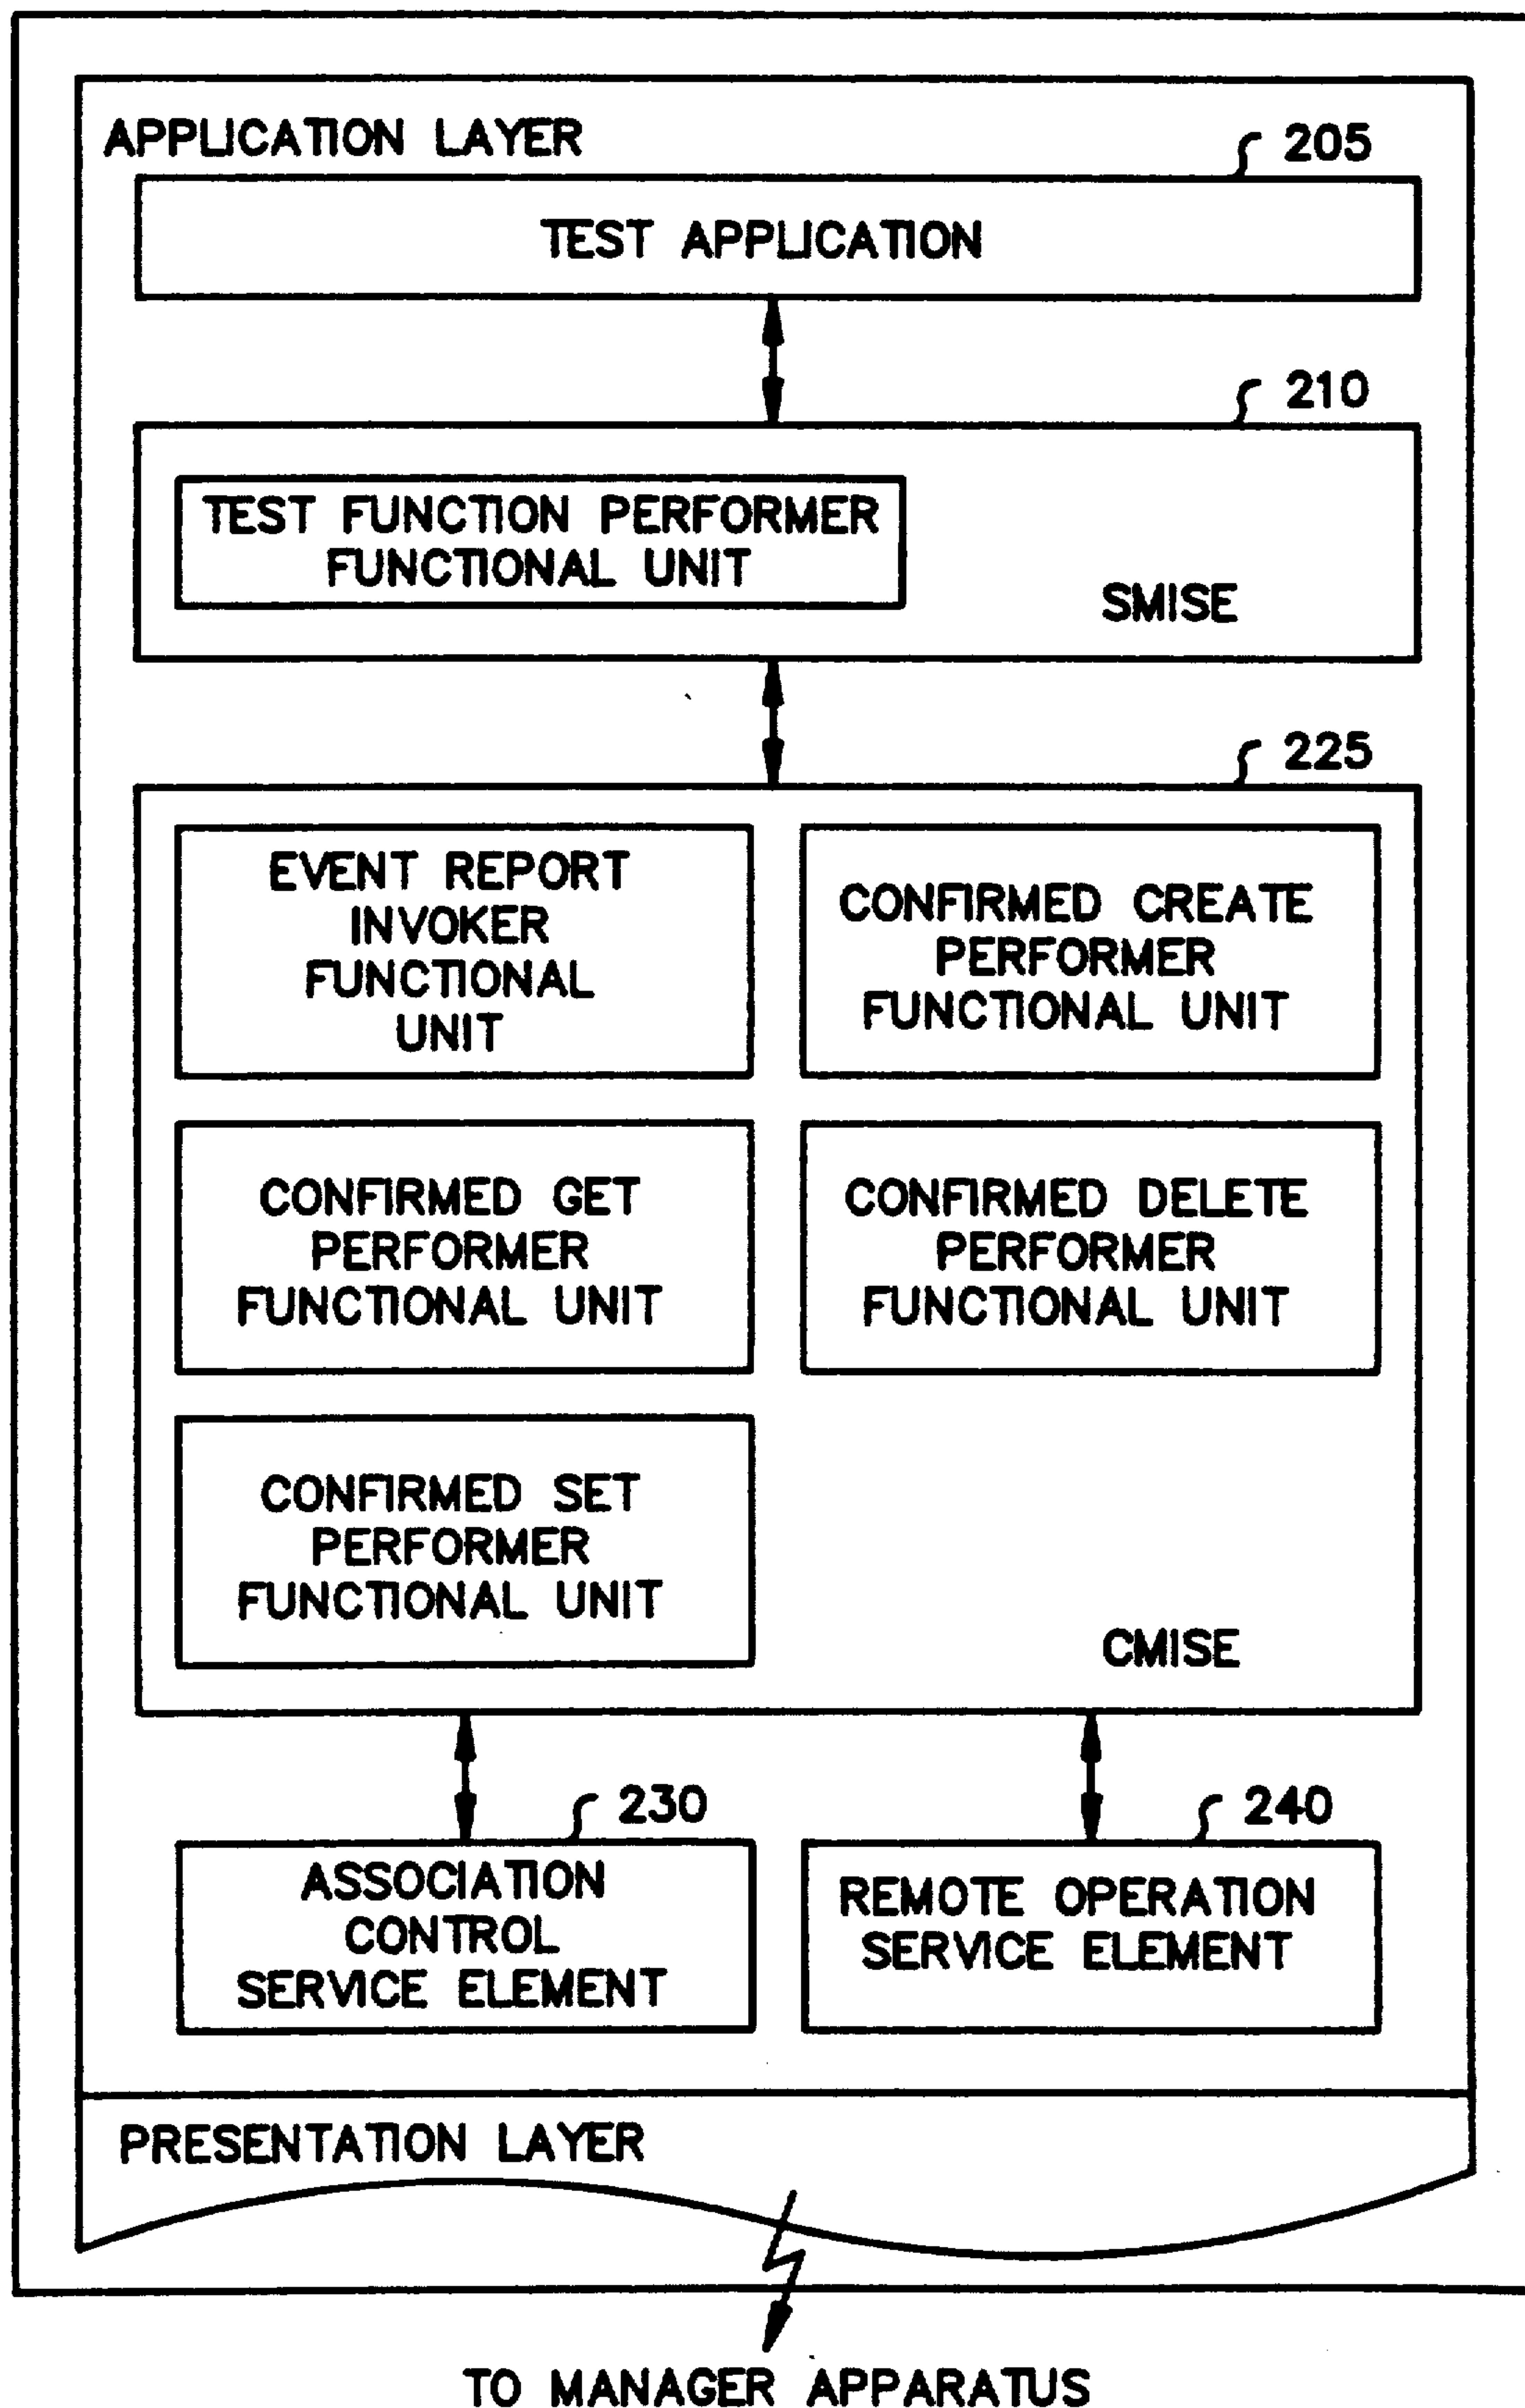 APPLICATION LAYER
205
TEST APPLICATION
210
TEST FUNCTION PERFORMER
FUNCTIONAL UNIT
SMISE
225
EVENT REPORT
INVOKER
FUNCTIONAL
UNIT
CONFIRMED CREATE
PERFORMER
FUNCTIONAL UNIT
CONFIRMED GET
PERFORMER
FUNCTIONAL UNIT
CONFIRMED DELETE
PERFORMER
FUNCTIONAL UNIT
CONFIRMED SET
PERFORMER
FUNCTIONAL UNIT
CMISE
230
ASSOCIATION
CONTROL
SERVICE ELEMENT
240
REMOTE OPERATION
SERVICE ELEMENT
PRESENTATION LAYER
TO MANAGER APPARATUS